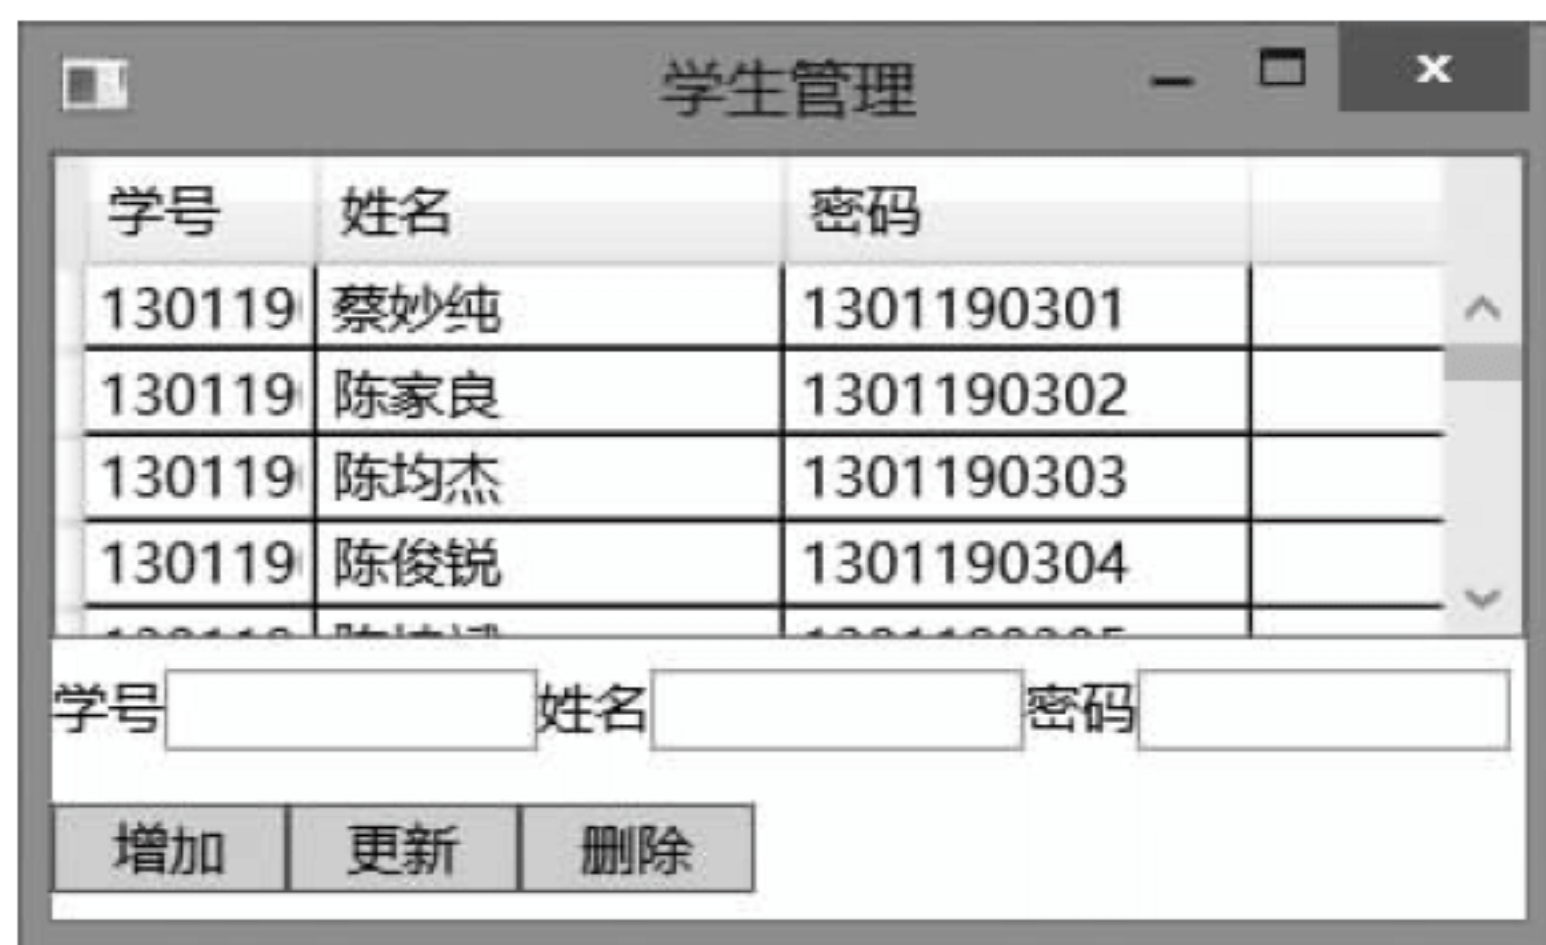 学生管理
学号 姓名 密码
130119 蔡妙纯 1301190301
130119 陈家良 1301190302
130119 陈均杰 1301190303
130119 陈俊锐 1301190304
学号 姓名 密码
增加 更新 删除